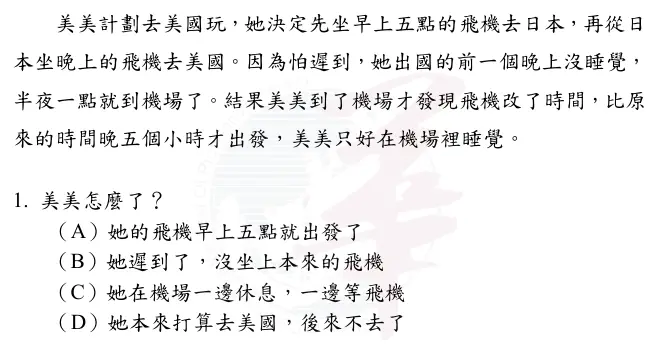 美美計劃去美國玩，她決定先坐早上五點的飛機去日本，再從日
本坐晚上的飛機去美國。因為怕遲到，她出國的前一個晚上沒睡覺，
半夜一點就到機場了。結果美美到了機場才發現飛機改了時間，比原
來的時間晚五個小時才出發，美美只好在機場裡睡覺。
1. 美美怎麼了？
（A）她的飛機早上五點就出發了
（B）她遲到了，沒坐上本來的飛機
（C）她在機場一邊休息，一邊等飛機
（D）她本來打算去美國，後來不去了